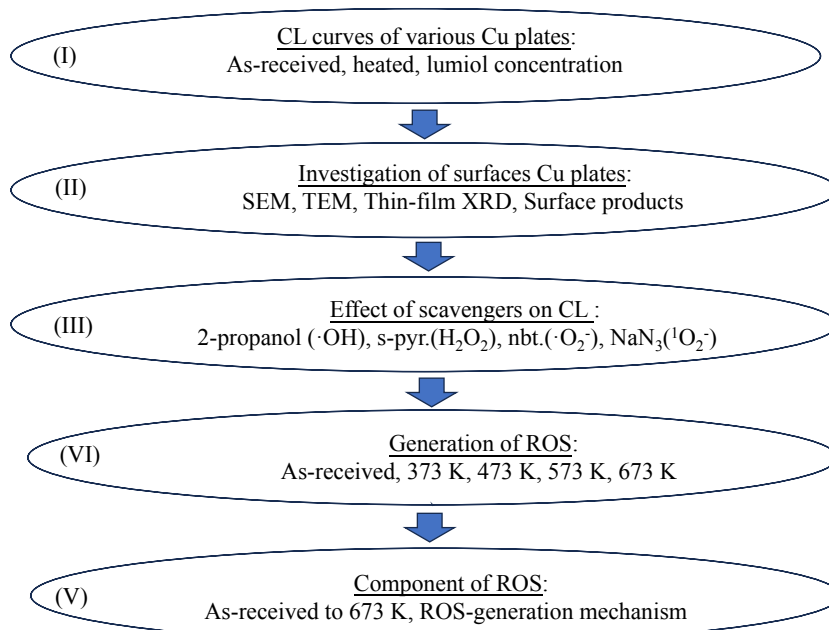 (I)
CL curves of various Cu plates:
As-received, heated, lumiol concentration
(II)
Investigation of surfaces Cu plates:
SEM, TEM, Thin-film XRD, Surface products
(III)
Effect of scavengers on CL :
2-propanol (·OH), s-pyr.(H₂O₂), nbt.(·O₂⁻), NaN₃(¹O₂⁻)
(VI)
Generation of ROS:
As-received, 373 K, 473 K, 573 K, 673 K
(V)
Component of ROS:
As-received to 673 K, ROS-generation mechanism